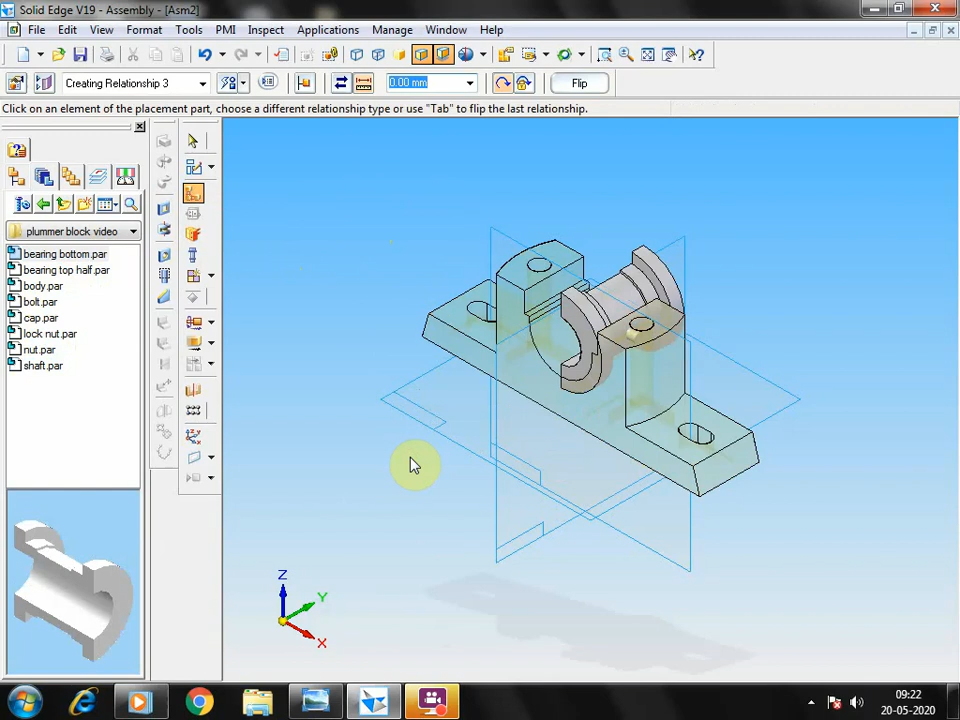 Solid Edge V19 - Assembly - [Asm2]
File Edit View Format Tools PMI Inspect Applications Manage Window Help
Creating Relationship 3
0.00 mm
Flip
Click on an element of the placement part, choose a different relationship type or use "Tab" to flip the last relationship.
plummer block video
bearing bottom.par
bearing top half.par
body.par
bolt.par
cap.par
lock nut.par
nut.par
shaft.par
Z
Y
X
09:22
20-05-2020